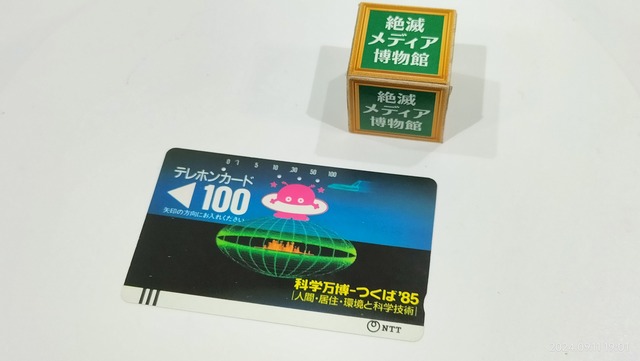 絶滅
メディア
博物館
絶滅
メディア
博物館
0 1 5 10 30 50 100
テレホンカード
100
矢印の方向にお入れください
科学万博-つくば'85
人間・居住・環境と科学技術
NTT